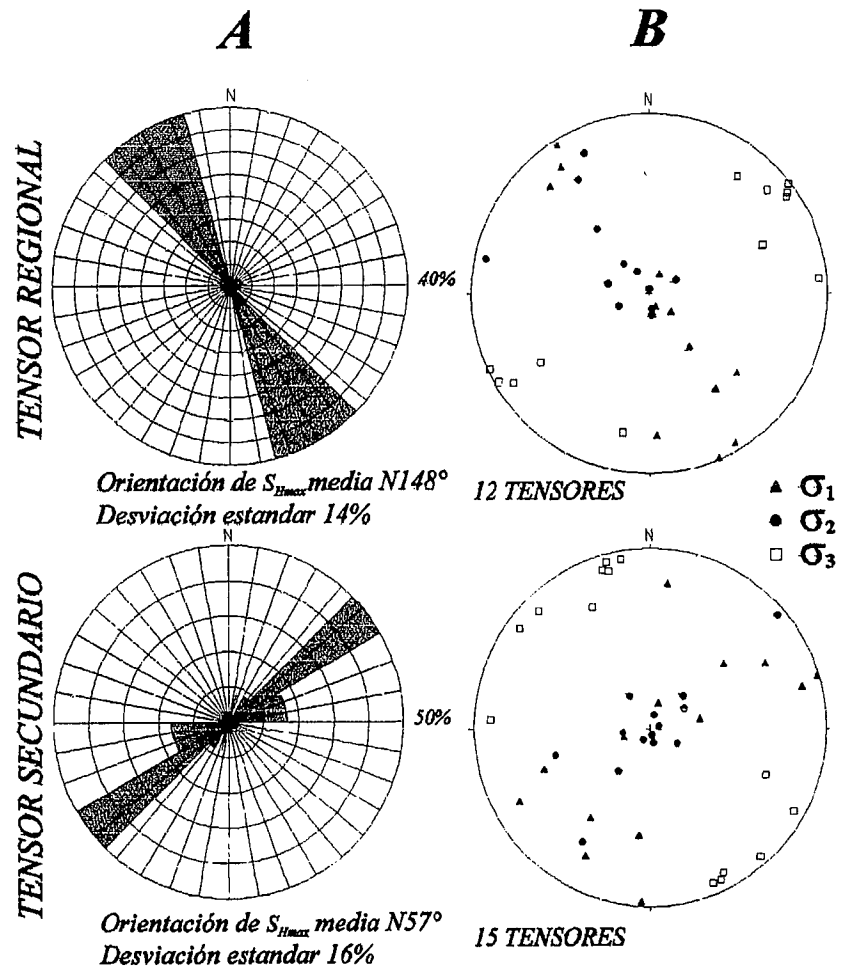 A
B
TENSOR REGIONAL
N
40%
Orientación de S_Hmax media N148°
Desviación estandar 14%
N
12 TENSORES
▲ σ1
● σ2
□ σ3
TENSOR SECUNDARIO
N
50%
Orientación de S_Hmax media N57°
Desviación estandar 16%
N
15 TENSORES